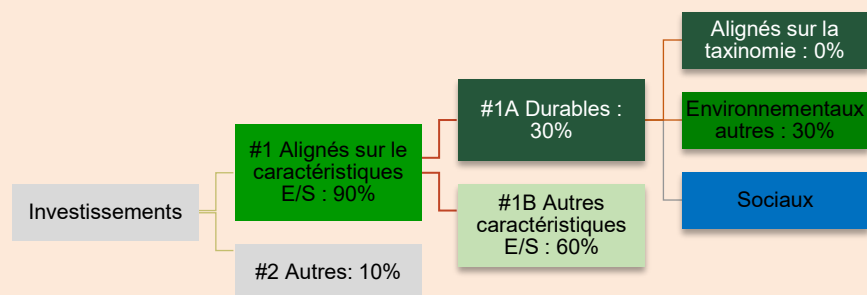 Investissements
#1 Alignés sur le
caractéristiques
E/S : 90%
#2 Autres: 10%
#1A Durables :
30%
#1B Autres
caractéristiques
E/S : 60%
Alignés sur la
taxinomie : 0%
Environnementaux
autres : 30%
Sociaux